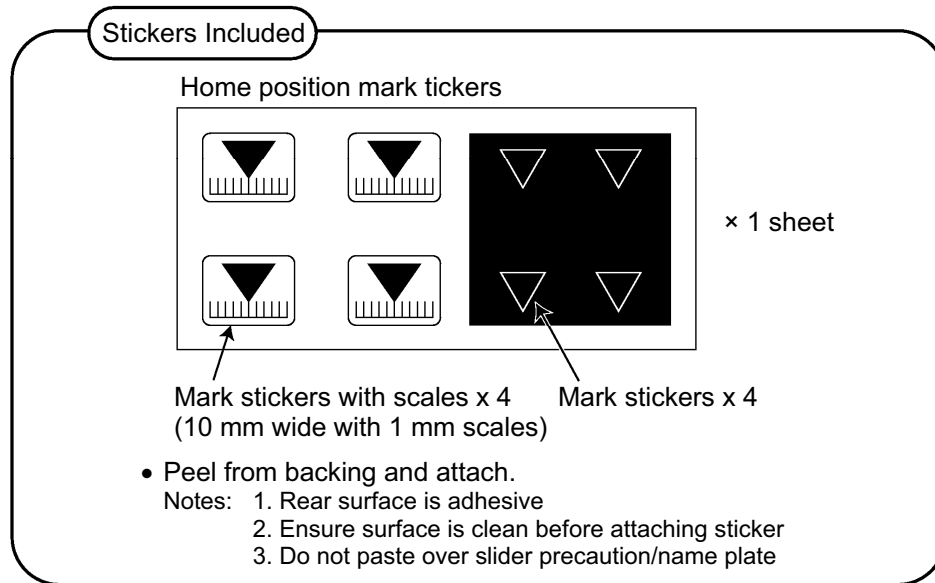 Stickers Included
Home position mark tickers
× 1 sheet
Mark stickers with scales x 4
(10 mm wide with 1 mm scales)
Mark stickers x 4
• Peel from backing and attach.
Notes: 1. Rear surface is adhesive
2. Ensure surface is clean before attaching sticker
3. Do not paste over slider precaution/name plate